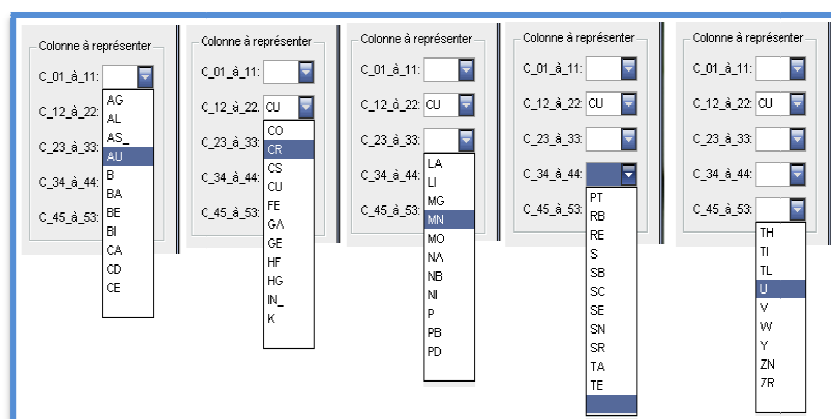 Colonne à représenter
C_01_à_11:
C_12_à_22:
C_23_à_33:
C_34_à_44:
C_45_à_53:
AG
AL
AS_
AU
B
BA
BE
BI
CA
CD
CE
Colonne à représenter
C_01_à_11:
C_12_à_22: CU
C_23_à_33:
C_34_à_44:
C_45_à_53:
CO
CR
CS
CU
FE
GA
GE
HF
HG
IN_
K
Colonne à représenter
C_01_à_11:
C_12_à_22: CU
C_23_à_33:
C_34_à_44:
C_45_à_53:
LA
LI
MG
MN
MO
NA
NB
NI
P
PB
PD
Colonne à représenter
C_01_à_11:
C_12_à_22: CU
C_23_à_33:
C_34_à_44:
C_45_à_53:
PT
RB
RE
S
SB
SC
SE
SN
SR
TA
TE
Colonne à représenter
C_01_à_11:
C_12_à_22: CU
C_23_à_33:
C_34_à_44:
C_45_à_53:
TH
TI
TL
U
V
W
Y
ZN
ZR